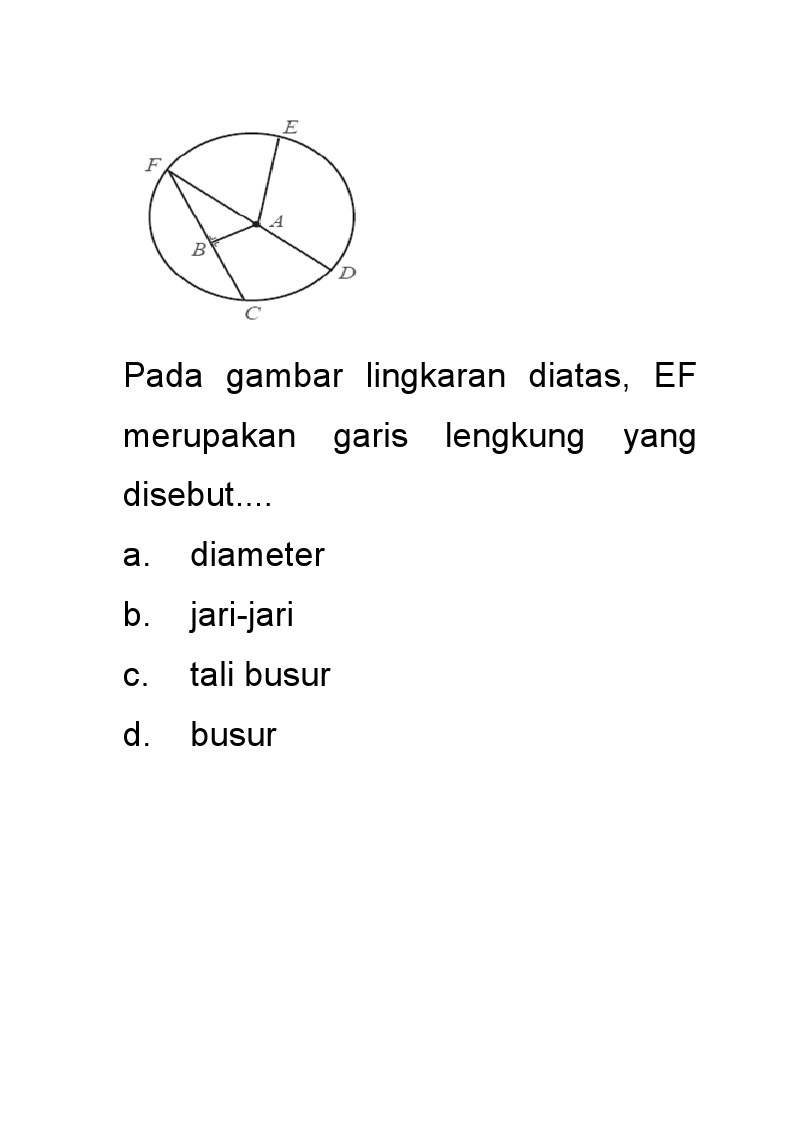 E
F
A
B
D
C
Pada gambar lingkaran diatas, EF
merupakan garis lengkung yang
disebut....
a. diameter
b. jari-jari
c. tali busur
d. busur